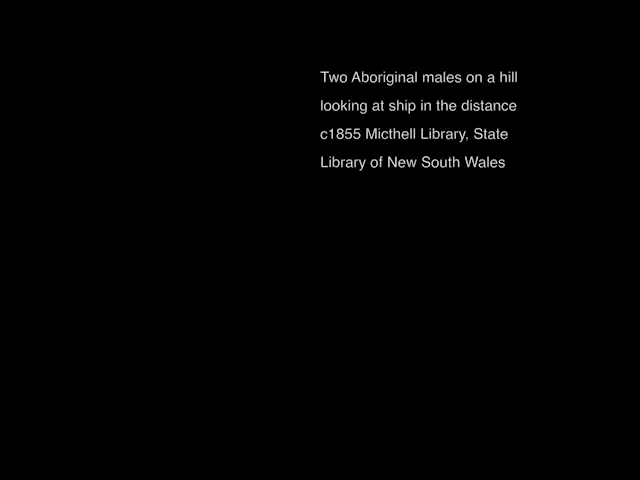 Two Aboriginal males on a hill
looking at ship in the distance
c1855 Micthell Library, State
Library of New South Wales